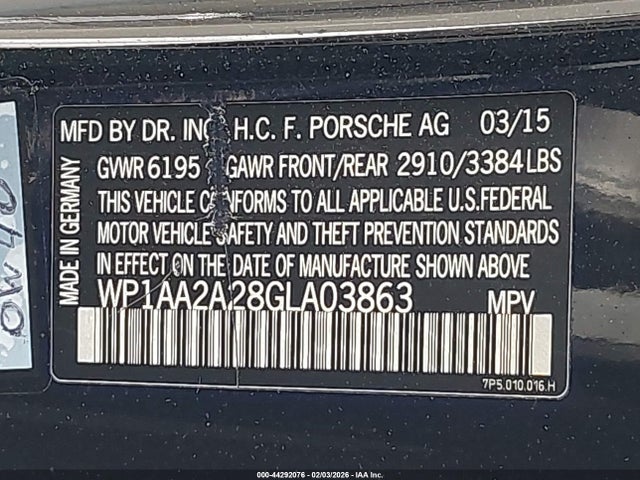 MFD BY DR. ING H.C. F. PORSCHE AG 03/15
GVWR 6195 GAWR FRONT/REAR 2910/3384 LBS
THIS VEHICLE CONFORMS TO ALL APPLICABLE U.S.FEDERAL
MOTOR VEHICLE SAFETY AND THEFT PREVENTION STANDARDS
IN EFFECT ON THE DATE OF MANUFACTURE SHOWN ABOVE.
WP1AA2A28GLA03863 MPV
7P5.010.016.H
MADE IN GERMANY
000-44292076 - 02/03/2026 - IAA Inc.